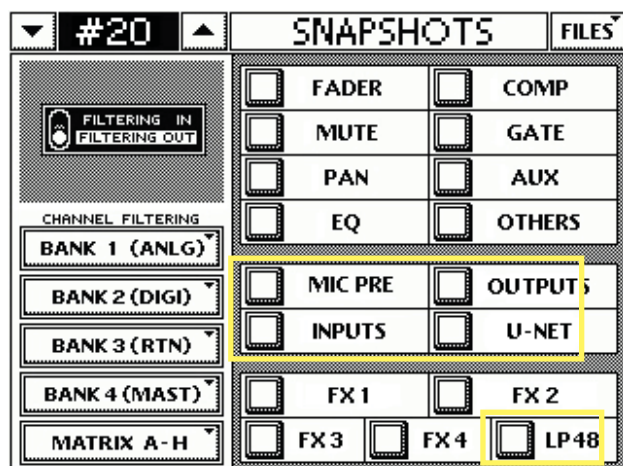 #20 SNAPSHOTS FILES
FILTERING IN
FILTERING OUT
CHANNEL FILTERING
BANK 1 (ANLG)
BANK 2 (DIGI)
BANK 3 (RTN)
BANK 4 (MAST)
MATRIX A-H
FADER COMP
MUTE GATE
PAN AUX
EQ OTHERS
MIC PRE OUTPUTS
INPUTS U-NET
FX 1 FX 2
FX 3 FX 4 LP48